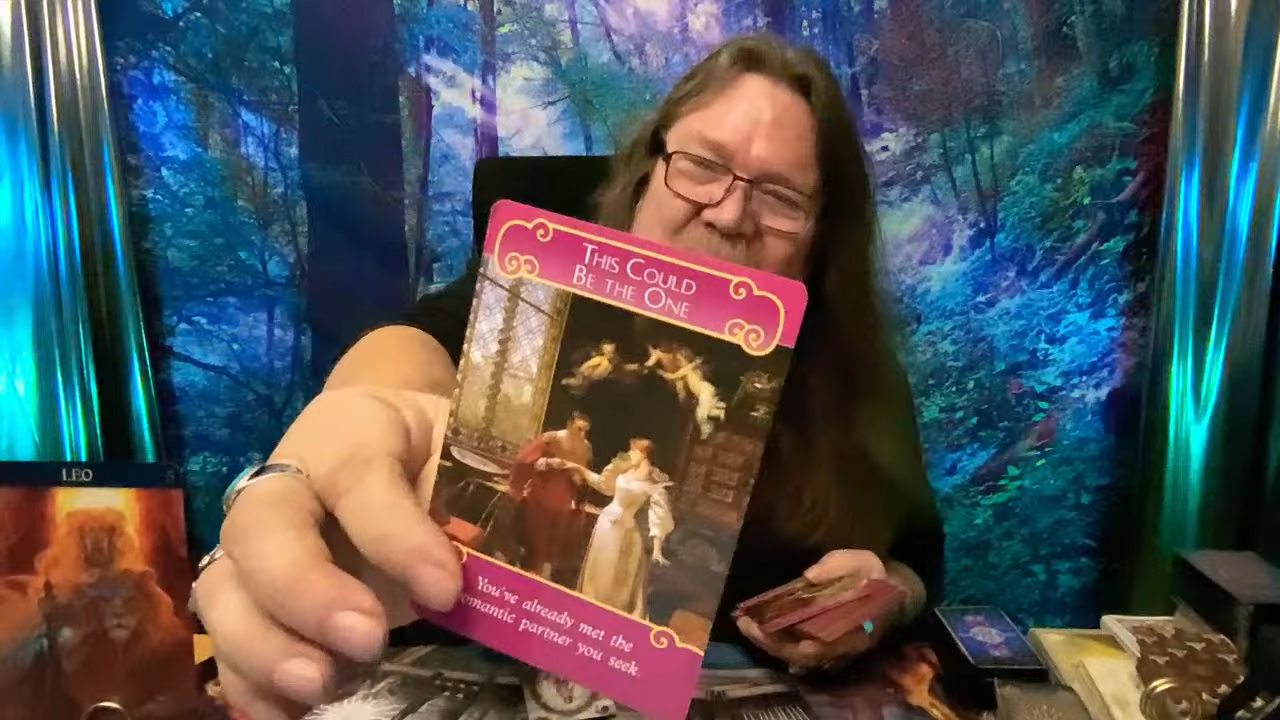 THIS COULD
BE THE ONE
You've already met the
romantic partner you seek.
LEO